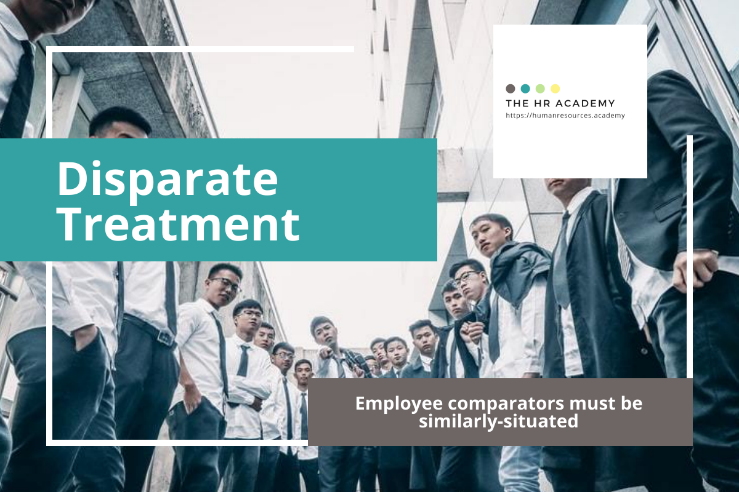 THE HR ACADEMY
https://humanresources.academy
Disparate
Treatment
Employee comparators must be
similarly-situated